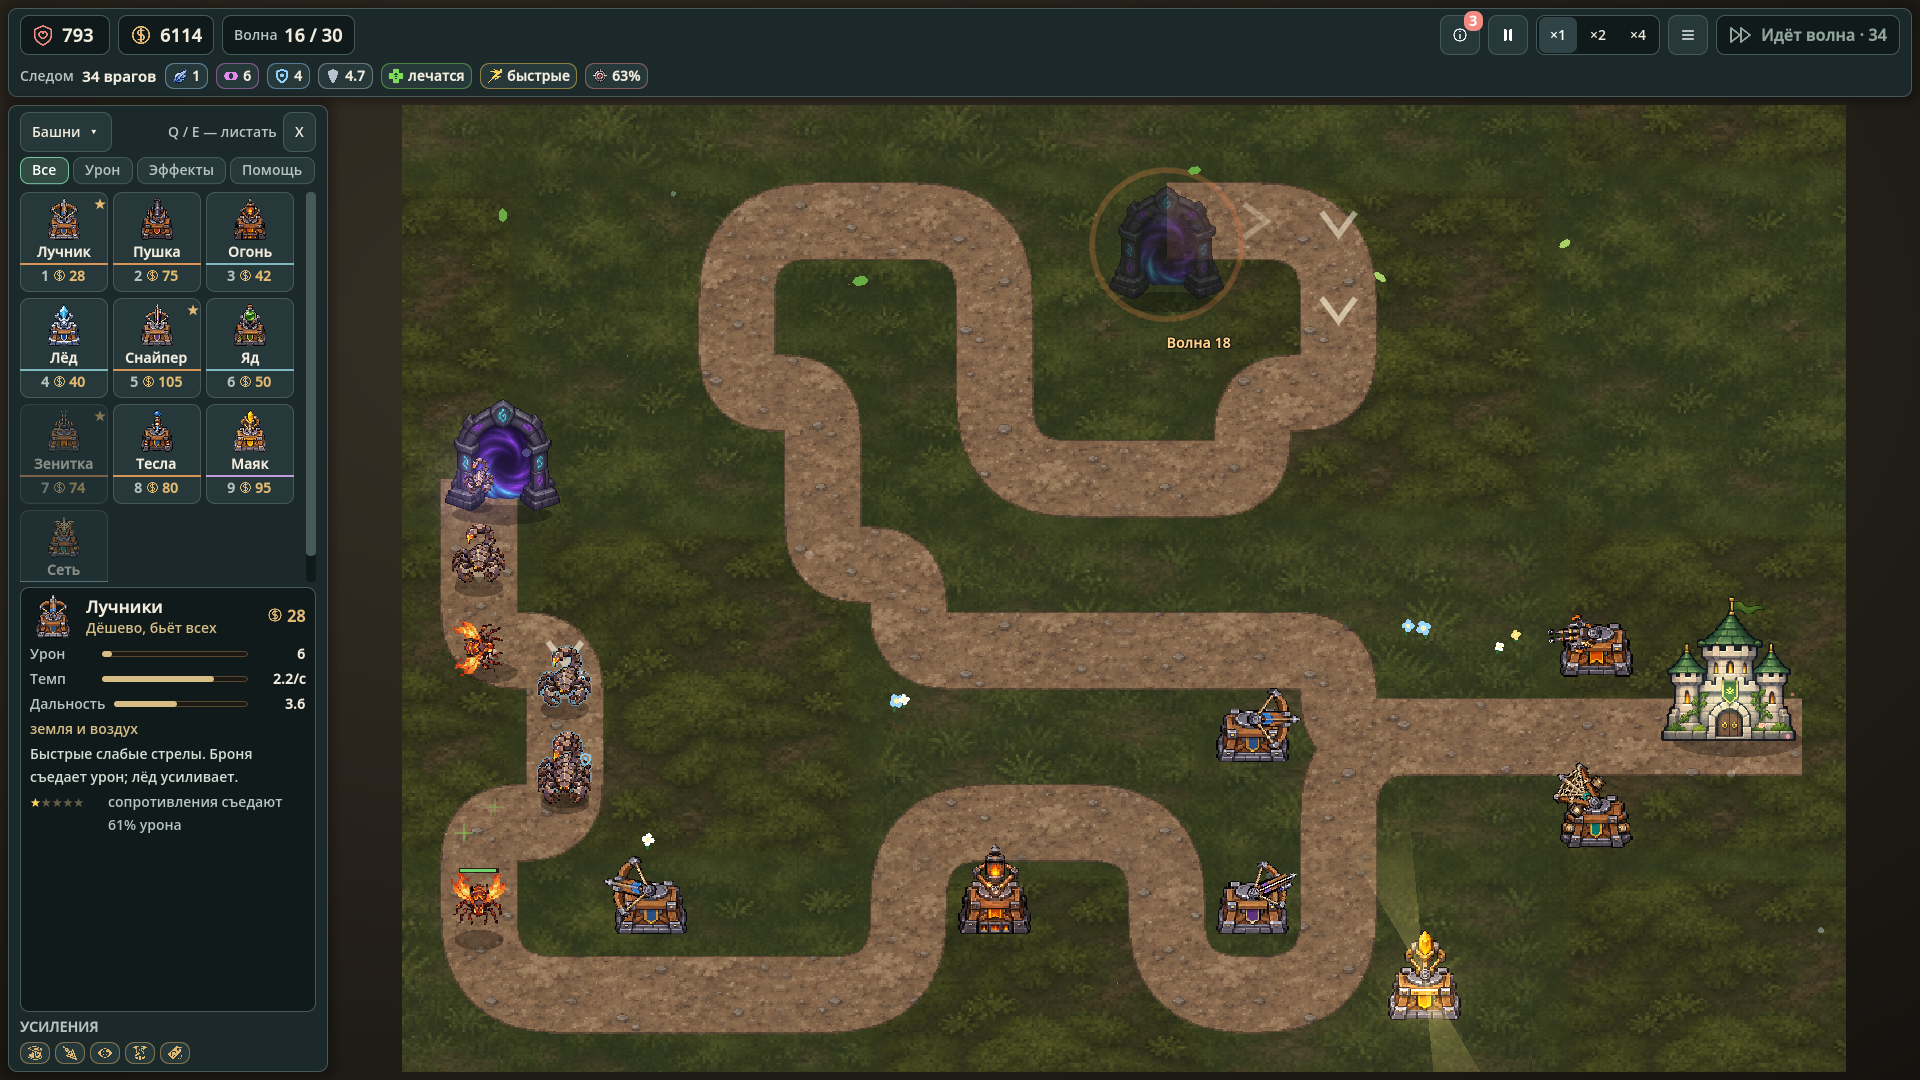 793
6114
Волна 16 / 30
3
×1
×2
×4
Идёт волна · 34
Следом 34 врагов
1
6
4
4.7
лечатся
быстрые
63%
Башни
Q / E — листать
X
Все
Урон
Эффекты
Помощь
Лучник
Пушка
Огонь
1 28
2 75
3 42
Лёд
Снайпер
Яд
4 40
5 105
6 50
Зенитка
Тесла
Маяк
7 74
8 80
9 95
Сеть
Лучники
Дёшево, бьёт всех
28
Урон 6
Темп 2.2/с
Дальность 3.6
земля и воздух
Быстрые слабые стрелы. Броня
съедает урон; лёд усиливает.
сопротивления съедают
61% урона
УСИЛЕНИЯ
Волна 18